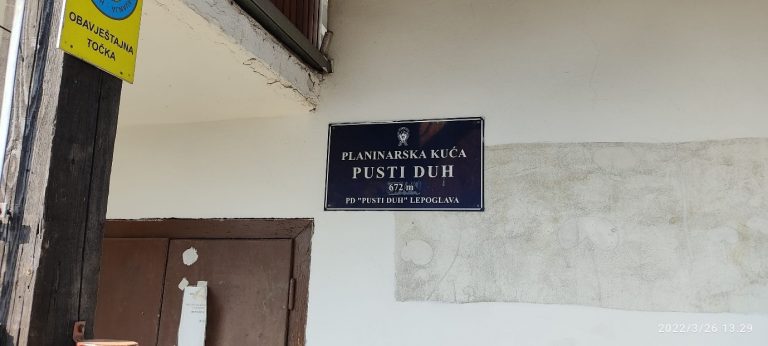 OBAVJEŠTAJNA
TOČKA
PLANINARSKA KUĆA
PUSTI DUH
672 m
PD "PUSTI DUH" LEPOGLAVA
2022/3/26 13:29